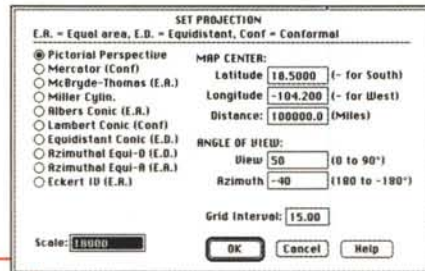 SET PROJECTION
E.A. = Equal area, E.D. = Equidistant, Conf = Conformal
Pictorial Perspective
Mercator (Conf)
McBryde-Thomas (E.A.)
Miller Cylin.
Albers Conic (E.A.)
Lambert Conic (Conf)
Equidistant Conic (E.D.)
Azimuthal Equi-D (E.D.)
Azimuthal Equi-A (E.A.)
Eckert IV (E.A.)
Scale: 18000
MAP CENTER:
Latitude 18.5000 (- for South)
Longitude -104.200 (- for West)
Distance: 100000.0 (Miles)
ANGLE OF VIEW:
View 50 (0 to 90°)
Azimuth -40 (180 to -180°)
Grid Interval: 15.00
OK Cancel Help